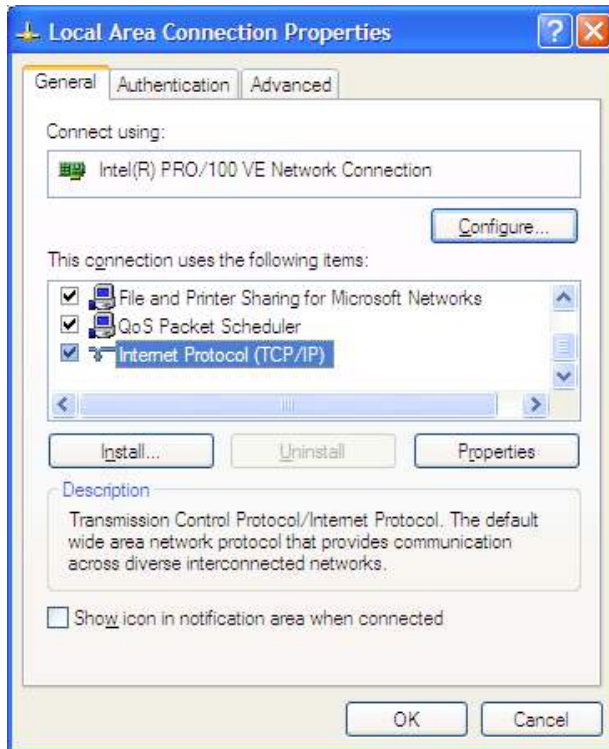 Local Area Connection Properties
General Authentication Advanced
Connect using:
Intel(R) PRO/100 VE Network Connection
Configure...
This connection uses the following items:
File and Printer Sharing for Microsoft Networks
QoS Packet Scheduler
Internet Protocol (TCP/IP)
Install... Uninstall Properties
Description
Transmission Control Protocol/Internet Protocol. The default
wide area network protocol that provides communication
across diverse interconnected networks.
Show icon in notification area when connected
OK Cancel